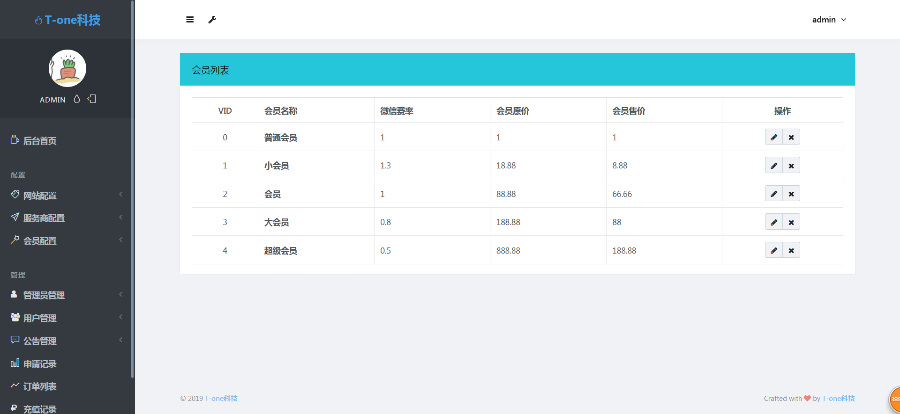 T-one科技
ADMIN
后台首页
配置
网站配置
服务商配置
会员配置
管理
管理员管理
用户管理
公告管理
申请记录
订单列表
充值记录
admin
会员列表
VID 会员名称 微信费率 会员原价 会员售价 操作
0 普通会员 1 1 1
1 小会员 1.3 18.88 8.88
2 会员 1 88.88 66.66
3 大会员 0.8 188.88 88
4 超级会员 0.5 888.88 188.88
© 2019 T-one科技
Crafted with ❤ by T-one科技